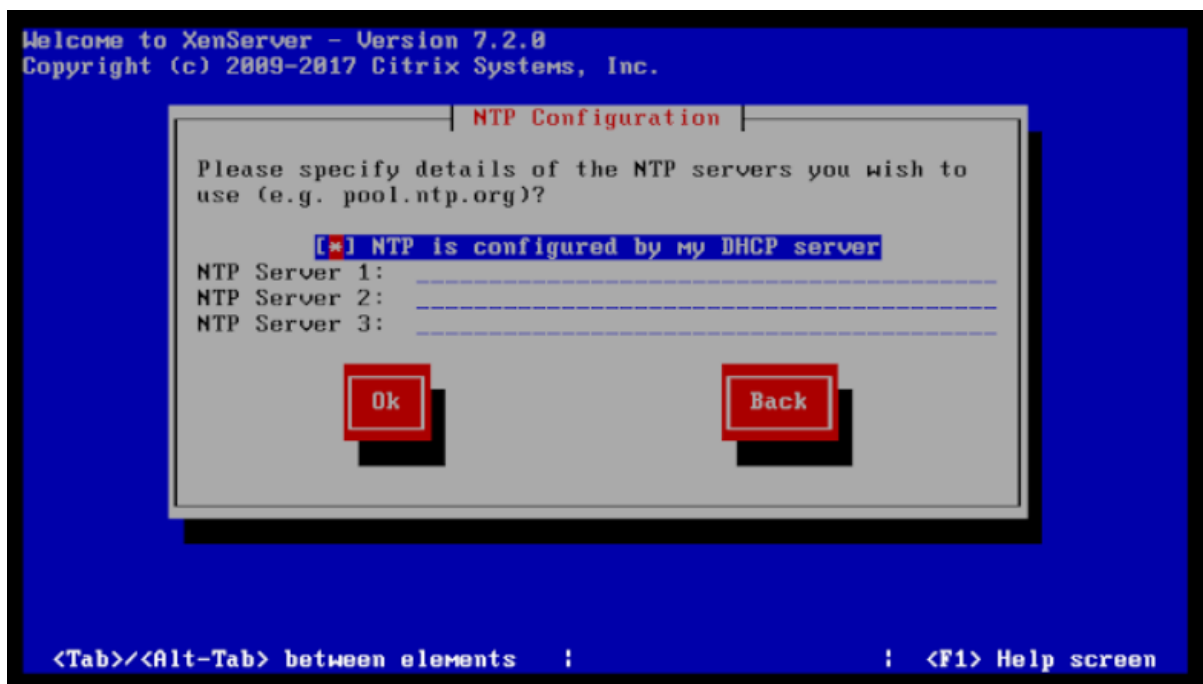 Welcome to XenServer - Version 7.2.0
Copyright (c) 2009-2017 Citrix Systems, Inc.
NTP Configuration
Please specify details of the NTP servers you wish to
use (e.g. pool.ntp.org)?
[*] NTP is configured by my DHCP server
NTP Server 1:
NTP Server 2:
NTP Server 3:
Ok Back
<Tab>/<Alt-Tab> between elements | | <F1> Help screen